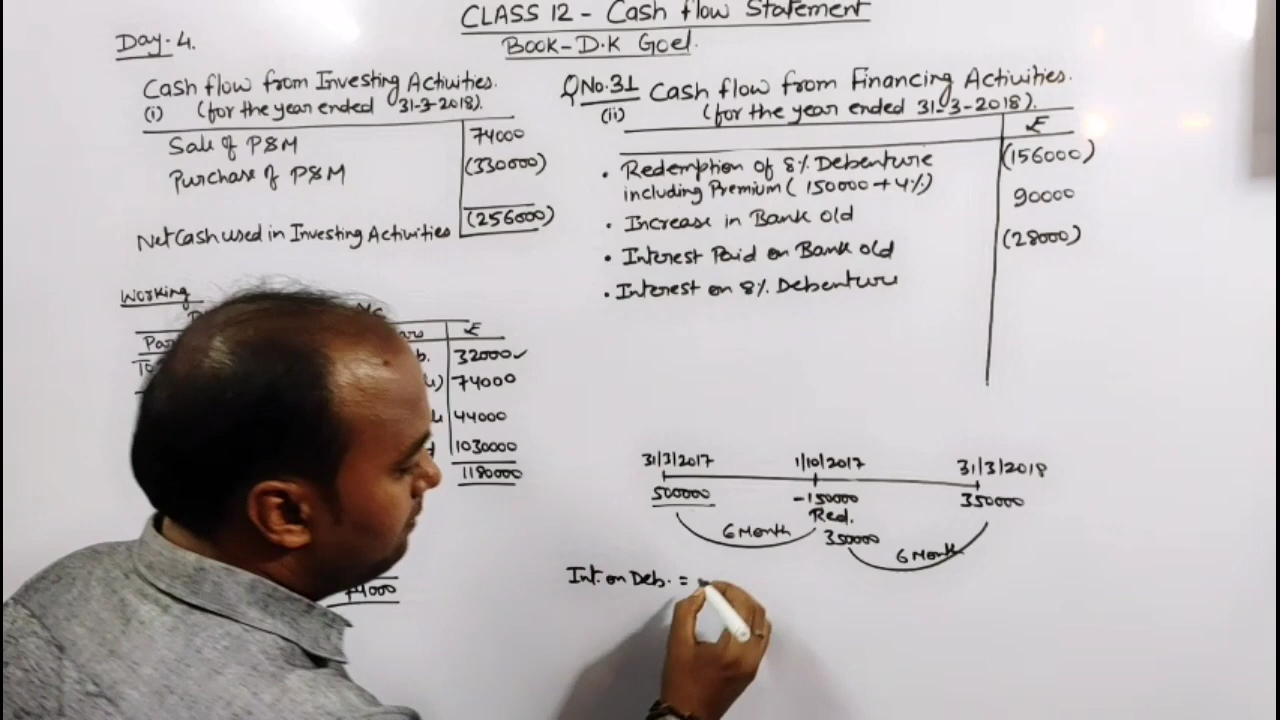 CLASS 12 - Cash flow Statement
Day-4.
BOOK-D.K Goel.
Cash flow from Investing Activities.
(i) (for the year ended 31-3-2018).
Sale of P&M 74000
Purchase of P&M (330000)
Net Cash used in Investing Activities (256000)
QNo.31 Cash flow from Financing Activities.
(ii) (for the year ended 31-3-2018).
₹
• Redemption of 8% Debenture (156000)
including Premium (150000+4%)
• Increase in Bank old 90000
• Interest Paid on Bank old (28000)
• Interest on 8% Debenture
Working
₹
32000✓
74000
44000
1030000
1180000
74000
31/3/2017 1/10/2017 31/3/2018
500000 -150000 350000
Red.
350000
6 Month 6 Month
Int. on Deb. =